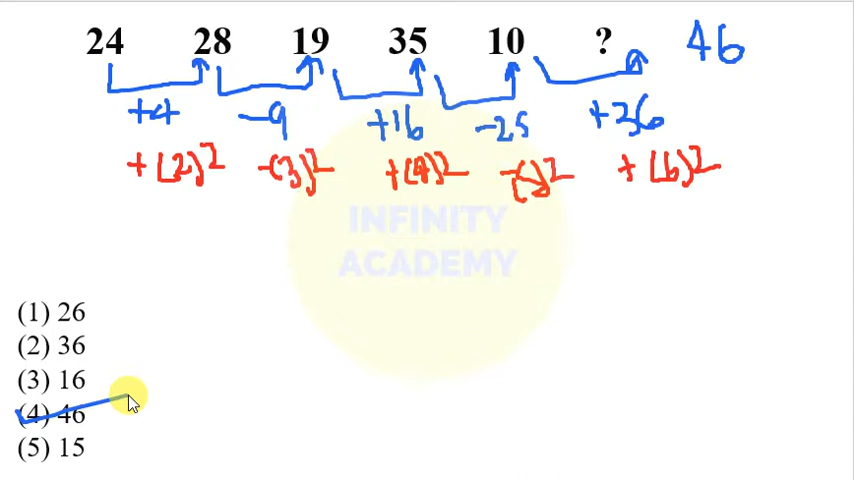 24 28 19 35 10 ? 46
+4 -9 +16 -25 +36
+(2)2 -(3)2 +(4)2 -(5)2 +(6)2
INFINITY
ACADEMY
(1) 26
(2) 36
(3) 16
(4) 46
(5) 15